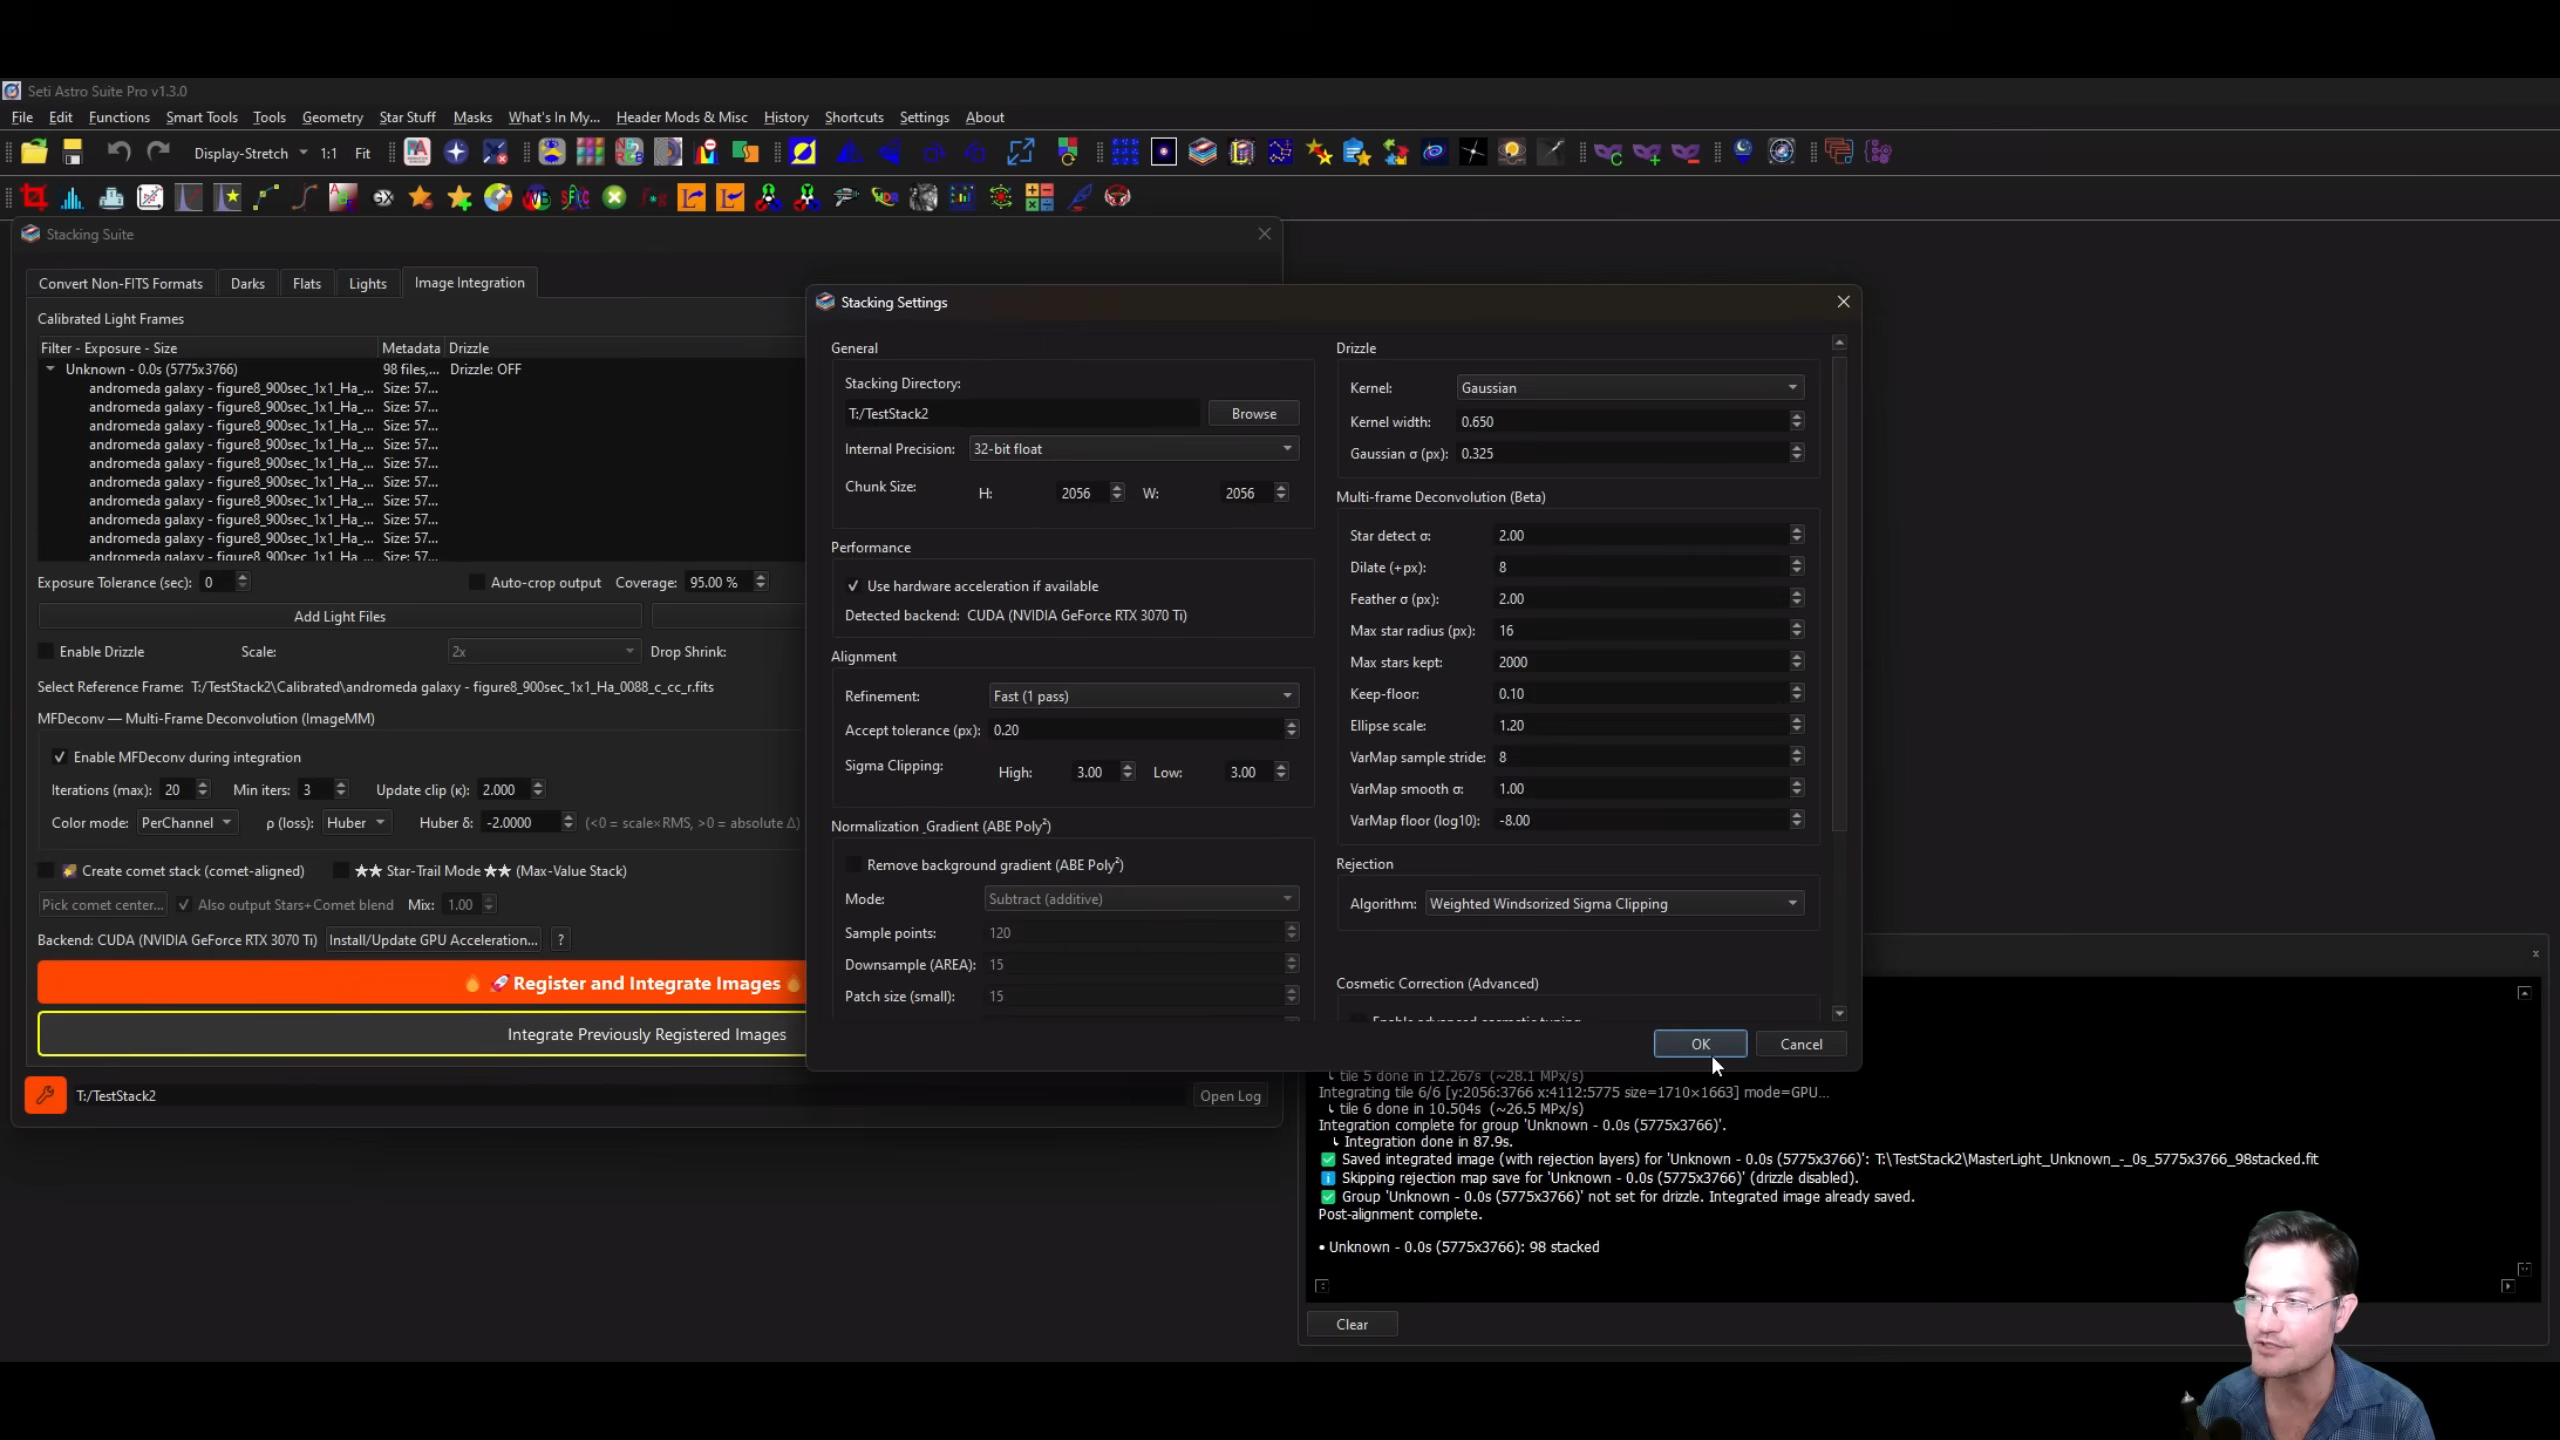 Seti Astro Suite Pro v1.3.0
File Edit Functions Smart Tools Tools Geometry Star Stuff Masks What's In My... Header Mods & Misc History Shortcuts Settings About
Display-Stretch 1:1 Fit
Stacking Suite
Convert Non-FITS Formats Darks Flats Lights Image Integration
Calibrated Light Frames
Filter - Exposure - Size Metadata Drizzle
Unknown - 0.0s (5775x3766) 98 files,... Drizzle: OFF
andromeda galaxy - figure8_900sec_1x1_Ha_... Size: 57...
andromeda galaxy - figure8_900sec_1x1_Ha_... Size: 57...
andromeda galaxy - figure8_900sec_1x1_Ha_... Size: 57...
andromeda galaxy - figure8_900sec_1x1_Ha_... Size: 57...
andromeda galaxy - figure8_900sec_1x1_Ha_... Size: 57...
andromeda galaxy - figure8_900sec_1x1_Ha_... Size: 57...
andromeda galaxy - figure8_900sec_1x1_Ha_... Size: 57...
andromeda galaxy - figure8_900sec_1x1_Ha_... Size: 57...
andromeda galaxy - figure8_900sec_1x1_Ha_... Size: 57...
andromeda galaxy - figure8_900sec_1x1_Ha_... Size: 57...
Exposure Tolerance (sec): 0 Auto-crop output Coverage: 95.00 %
Add Light Files
Enable Drizzle Scale: 2x Drop Shrink:
Select Reference Frame: T:/TestStack2\Calibrated\andromeda galaxy - figure8_900sec_1x1_Ha_0088_c_cc_r.fits
MFDeconv — Multi-Frame Deconvolution (ImageMM)
Enable MFDeconv during integration
Iterations (max): 20 Min iters: 3 Update clip (κ): 2.000
Color mode: PerChannel ρ (loss): Huber Huber δ: -2.0000 (<0 = scale×RMS, >0 = absolute Δ)
Create comet stack (comet-aligned) ★★ Star-Trail Mode ★★ (Max-Value Stack)
Pick comet center... Also output Stars+Comet blend Mix: 1.00
Backend: CUDA (NVIDIA GeForce RTX 3070 Ti) Install/Update GPU Acceleration... ?
🔥 🚀 Register and Integrate Images 🔥
Integrate Previously Registered Images
T:/TestStack2 Open Log
Stacking Settings
General
Stacking Directory:
T:/TestStack2 Browse
Internal Precision: 32-bit float
Chunk Size: H: 2056 W: 2056
Performance
Use hardware acceleration if available
Detected backend: CUDA (NVIDIA GeForce RTX 3070 Ti)
Alignment
Refinement: Fast (1 pass)
Accept tolerance (px): 0.20
Sigma Clipping: High: 3.00 Low: 3.00
Normalization _Gradient (ABE Poly²)
Remove background gradient (ABE Poly²)
Mode: Subtract (additive)
Sample points: 120
Downsample (AREA): 15
Patch size (small): 15
Drizzle
Kernel: Gaussian
Kernel width: 0.650
Gaussian σ (px): 0.325
Multi-frame Deconvolution (Beta)
Star detect σ: 2.00
Dilate (+px): 8
Feather σ (px): 2.00
Max star radius (px): 16
Max stars kept: 2000
Keep-floor: 0.10
Ellipse scale: 1.20
VarMap sample stride: 8
VarMap smooth σ: 1.00
VarMap floor (log10): -8.00
Rejection
Algorithm: Weighted Windsorized Sigma Clipping
Cosmetic Correction (Advanced)
Enable advanced cosmetic tuning
OK Cancel
↳ tile 5 done in 12.267s (~28.1 MPx/s)
Integrating tile 6/6 [y:2056:3766 x:4112:5775 size=1710×1663] mode=GPU...
↳ tile 6 done in 10.504s (~26.5 MPx/s)
Integration complete for group 'Unknown - 0.0s (5775x3766)'.
↳ Integration done in 87.9s.
✅ Saved integrated image (with rejection layers) for 'Unknown - 0.0s (5775x3766)': T:\TestStack2\MasterLight_Unknown_-_0s_5775x3766_98stacked.fit
ℹ️ Skipping rejection map save for 'Unknown - 0.0s (5775x3766)' (drizzle disabled).
✅ Group 'Unknown - 0.0s (5775x3766)' not set for drizzle. Integrated image already saved.
Post-alignment complete.
• Unknown - 0.0s (5775x3766): 98 stacked
Clear